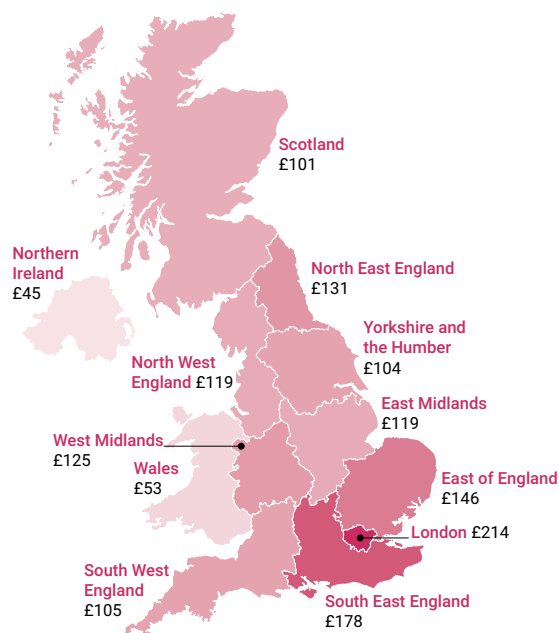 Scotland
£101
Northern
Ireland
£45
North East England
£131
Yorkshire and
the Humber
£104
North West
England £119
East Midlands
£119
West Midlands
£125
Wales
£53
East of England
£146
London £214
South West
England
£105
South East England
£178